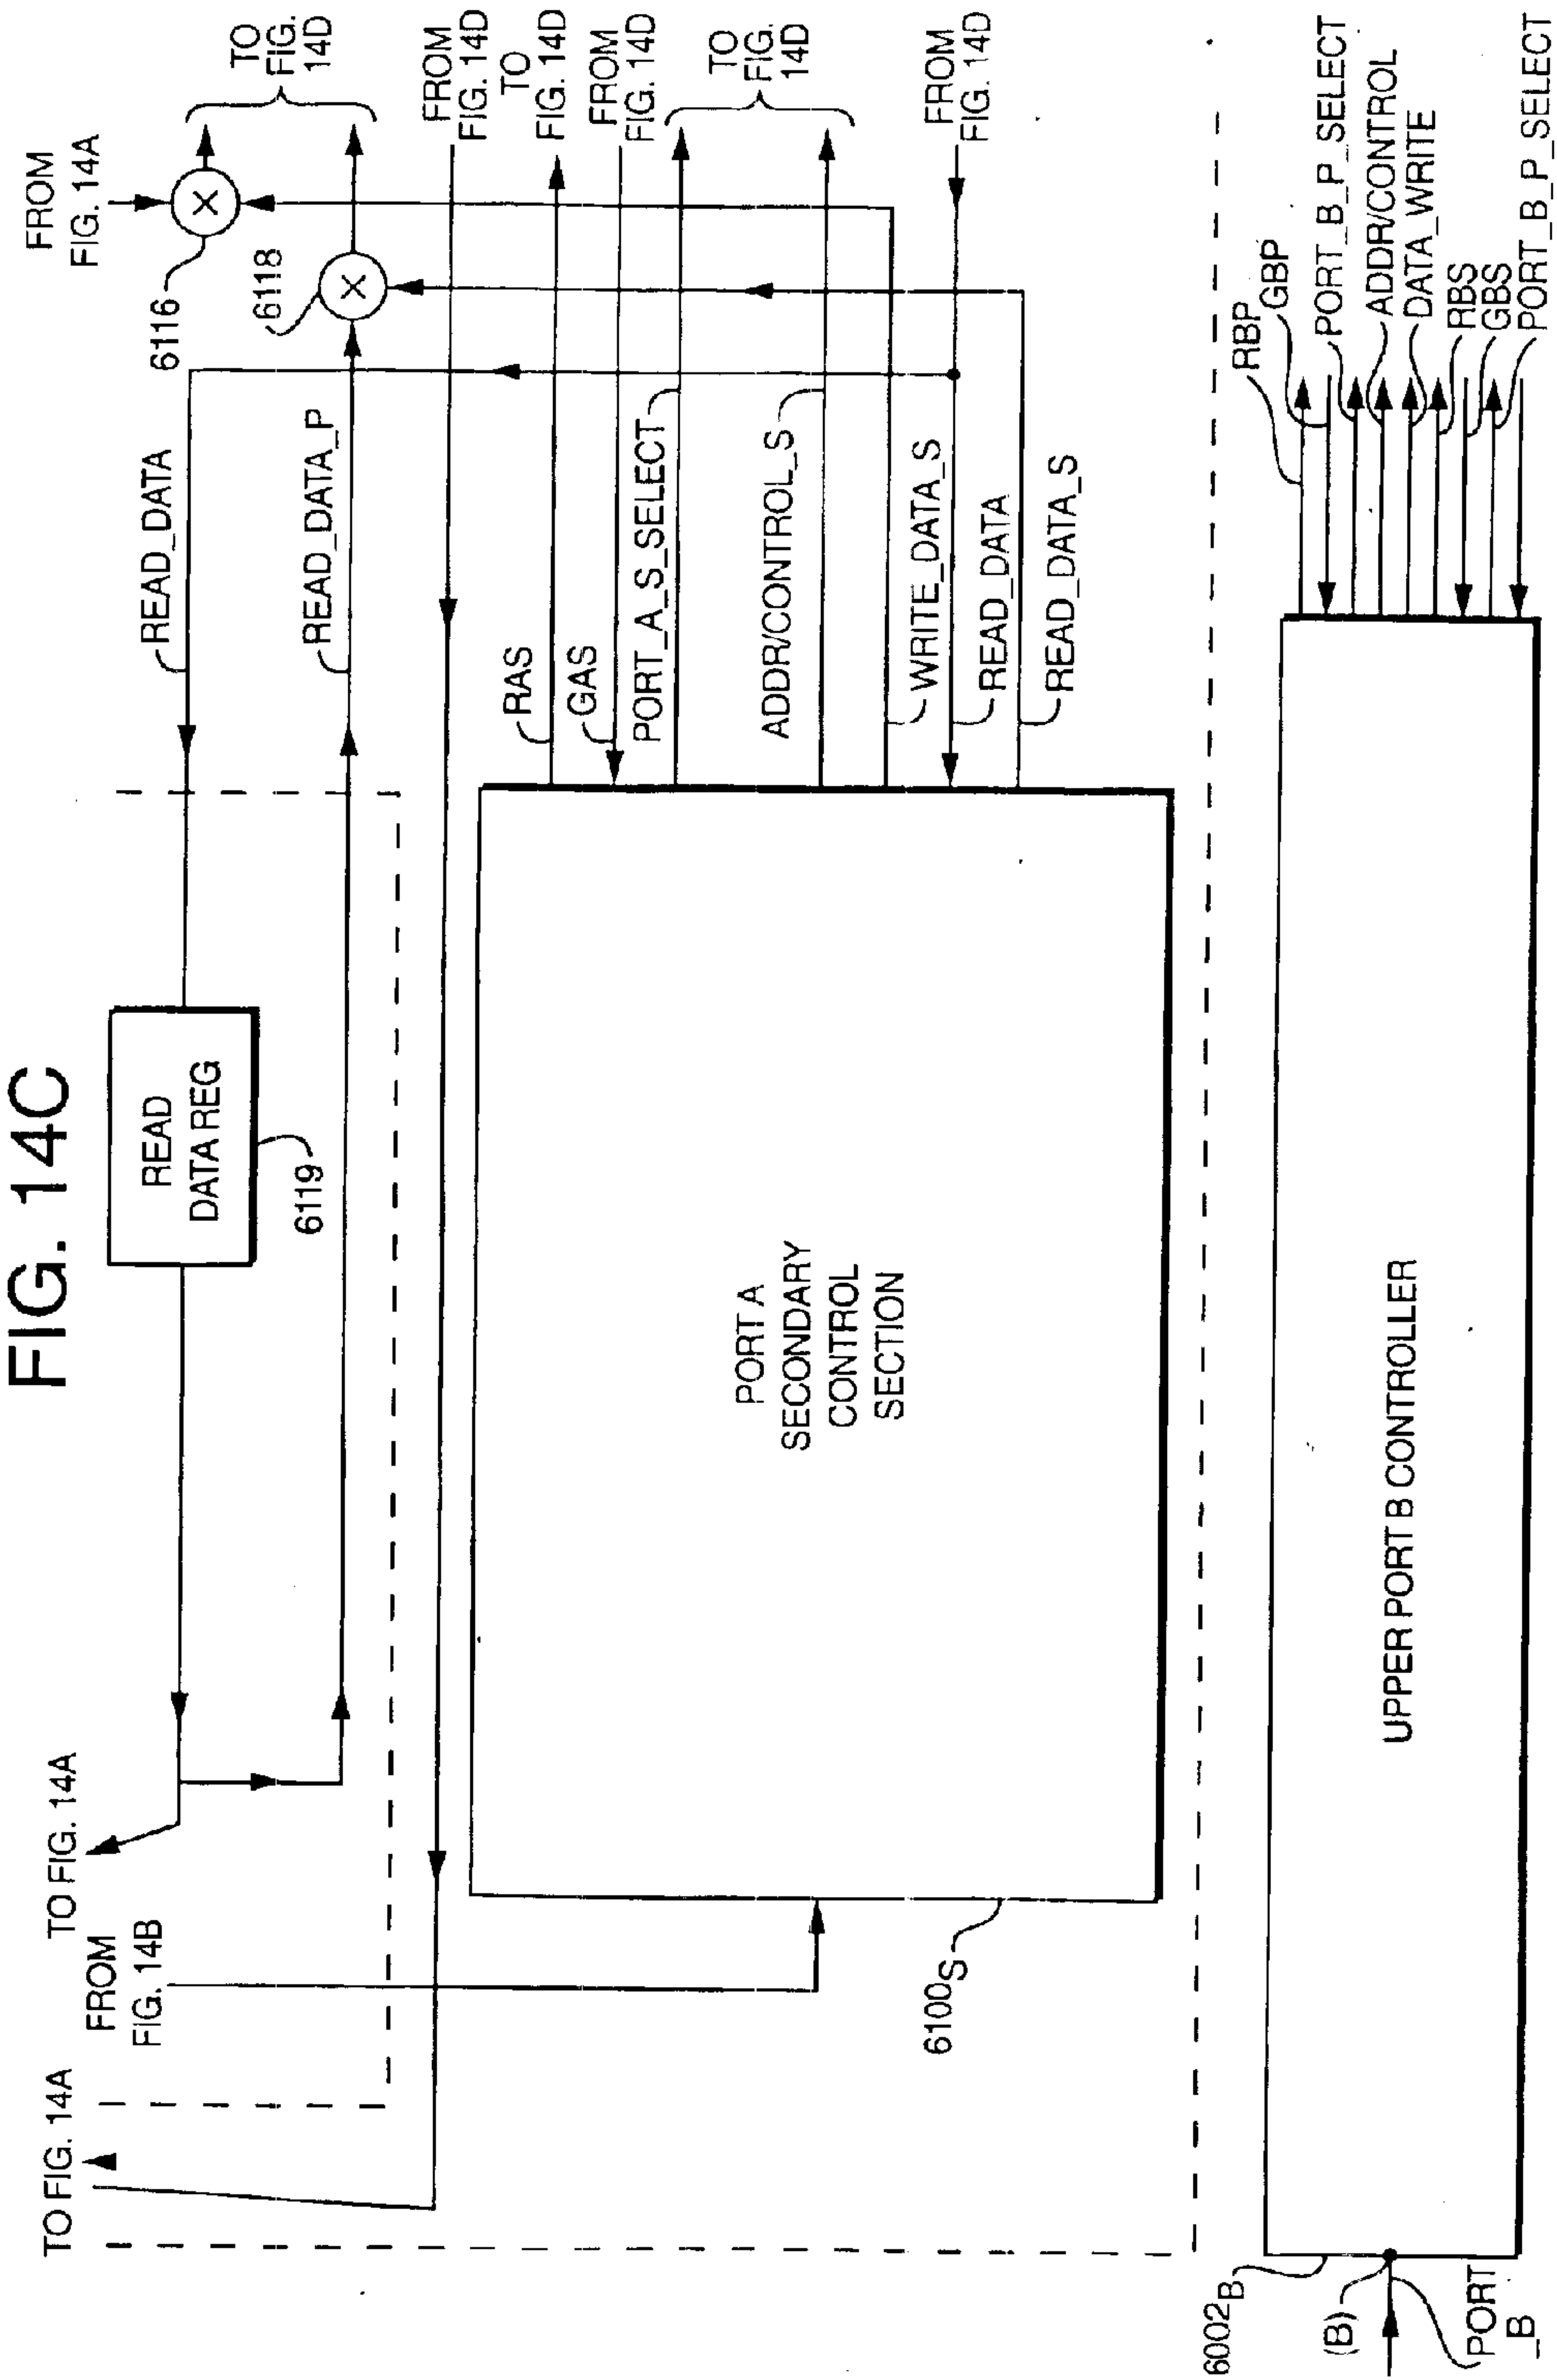 FIG. 14C
TO FIG. 14A
TO FIG. 14A
FROM
FIG. 14B
READ
DATA REG
6119
READ_DATA
READ_DATA_P
FROM
FIG. 14A
6116
6118
TO
FIG.
14D
FROM
FIG. 14D
TO
FIG. 14D
FROM
FIG. 14D
TO
FIG.
14D
FROM
FIG. 14D
RAS
GAS
PORT_A_S_SELECT
ADDR/CONTROL_S
WRITE_DATA_S
READ_DATA
READ_DATA_S
PORT A
SECONDARY
CONTROL
SECTION
6100S
6002B
(B)
PORT
_B
UPPER PORT B CONTROLLER
RBP
GBP
PORT_B_P_SELECT
ADDR/CONTROL
DATA_WRITE
RBS
GBS
PORT_B_P_SELECT